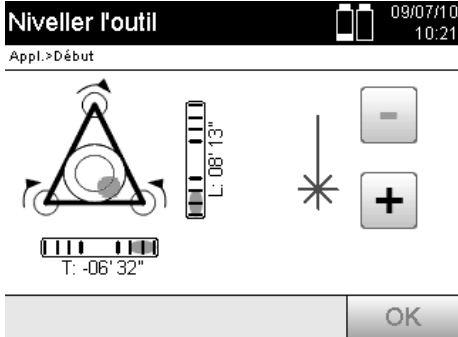 Niveller l'outil
09/07/10
10:21
Appl.>Début
L: 08' 13"
T: -06' 32"
-
+
OK